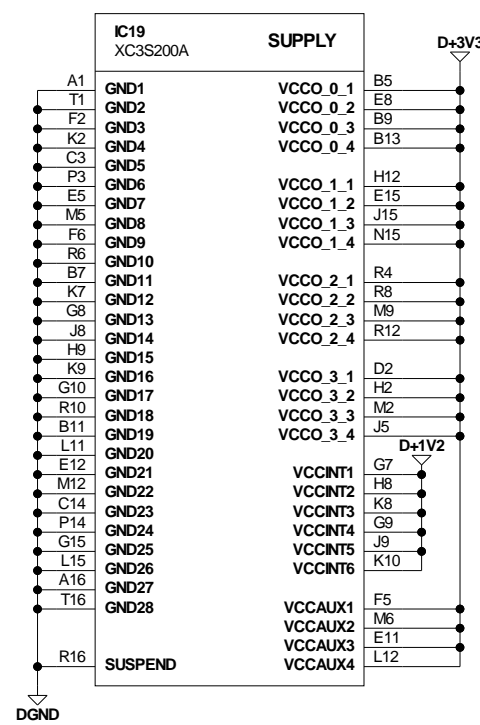 IC19
XC3S200A
SUPPLY
D+3V3
A1 GND1 VCCO_0_1 B5
T1 GND2 VCCO_0_2 E8
F2 GND3 VCCO_0_3 B9
K2 GND4 VCCO_0_4 B13
C3 GND5
P3 GND6 VCCO_1_1 H12
E5 GND7 VCCO_1_2 E15
M5 GND8 VCCO_1_3 J15
F6 GND9 VCCO_1_4 N15
R6 GND10
B7 GND11 VCCO_2_1 R4
K7 GND12 VCCO_2_2 R8
G8 GND13 VCCO_2_3 M9
J8 GND14 VCCO_2_4 R12
H9 GND15
K9 GND16 VCCO_3_1 D2
G10 GND17 VCCO_3_2 H2
R10 GND18 VCCO_3_3 M2
B11 GND19 VCCO_3_4 J5
L11 GND20 D+1V2
E12 GND21 VCCINT1 G7
M12 GND22 VCCINT2 H8
C14 GND23 VCCINT3 K8
P14 GND24 VCCINT4 G9
G15 GND25 VCCINT5 J9
L15 GND26 VCCINT6 K10
A16 GND27
T16 GND28 VCCAUX1 F5
VCCAUX2 M6
VCCAUX3 E11
R16 SUSPEND VCCAUX4 L12
DGND